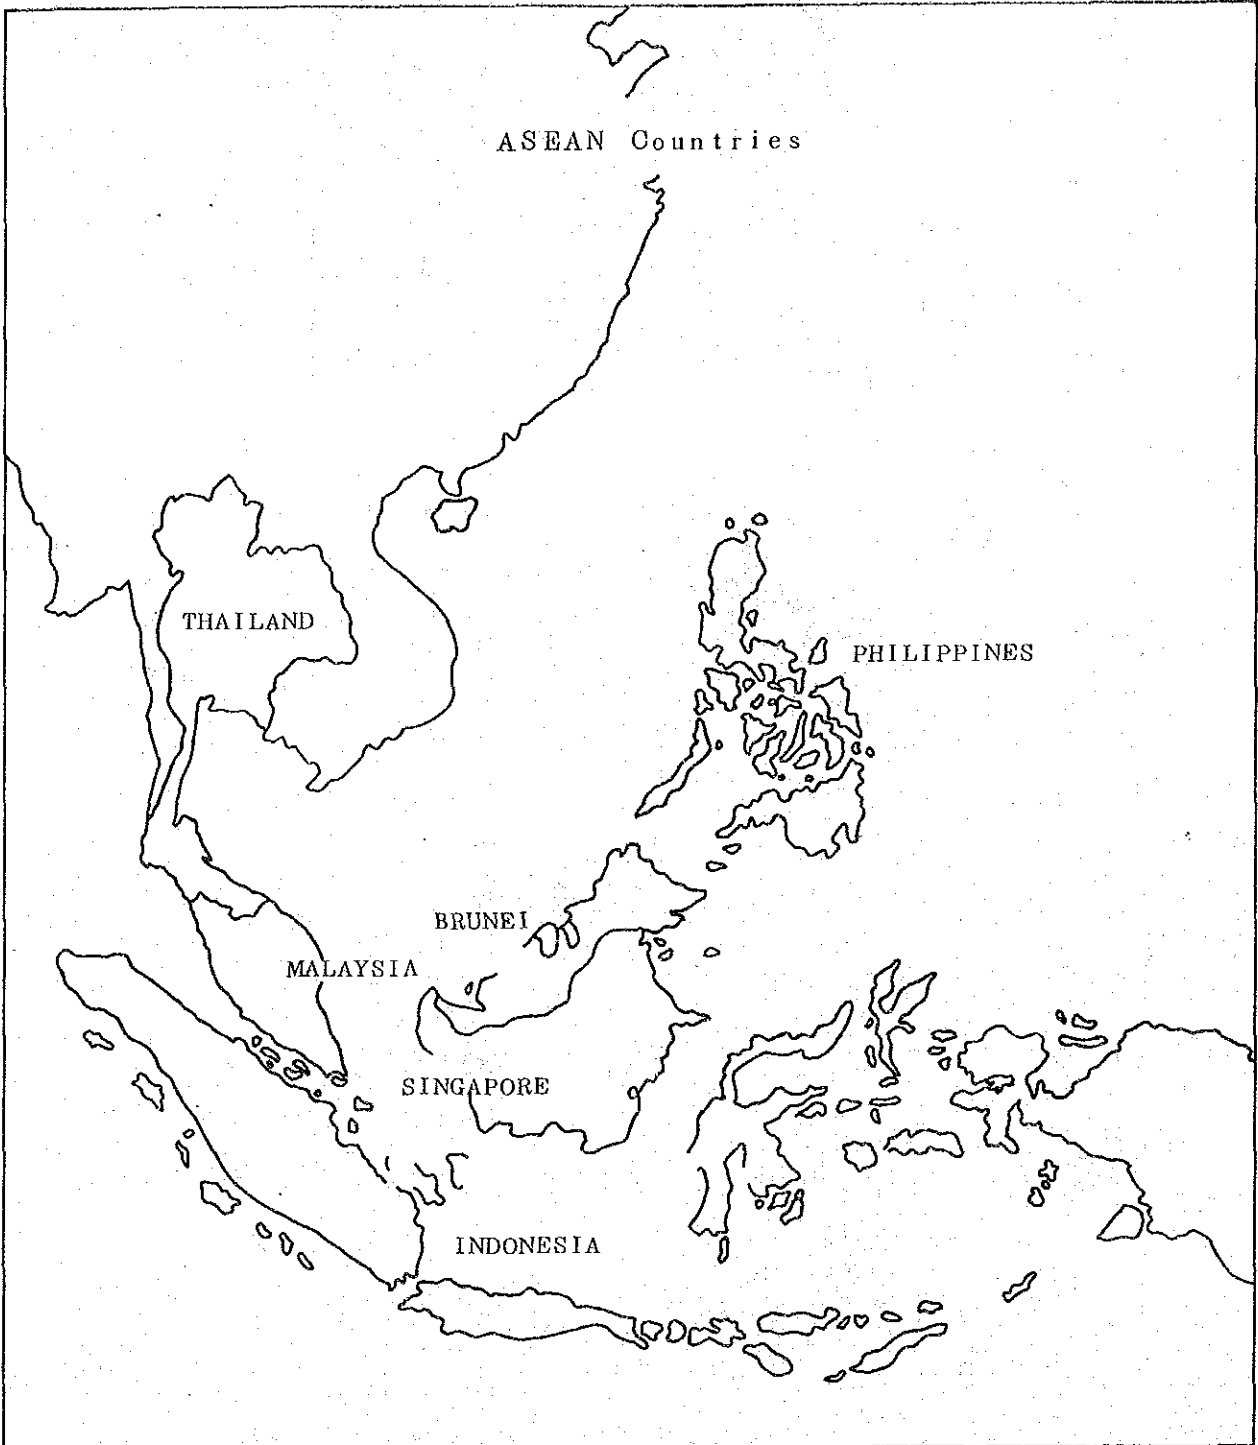 ASEAN Countries
THAILAND
PHILIPPINES
BRUNEI
MALAYSIA
SINGAPORE
INDONESIA